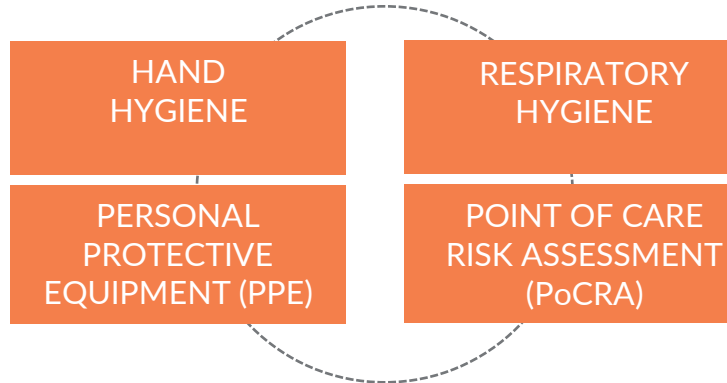 HAND
HYGIENE
RESPIRATORY
HYGIENE
PERSONAL
PROTECTIVE
EQUIPMENT (PPE)
POINT OF CARE
RISK ASSESSMENT
(PoCRA)